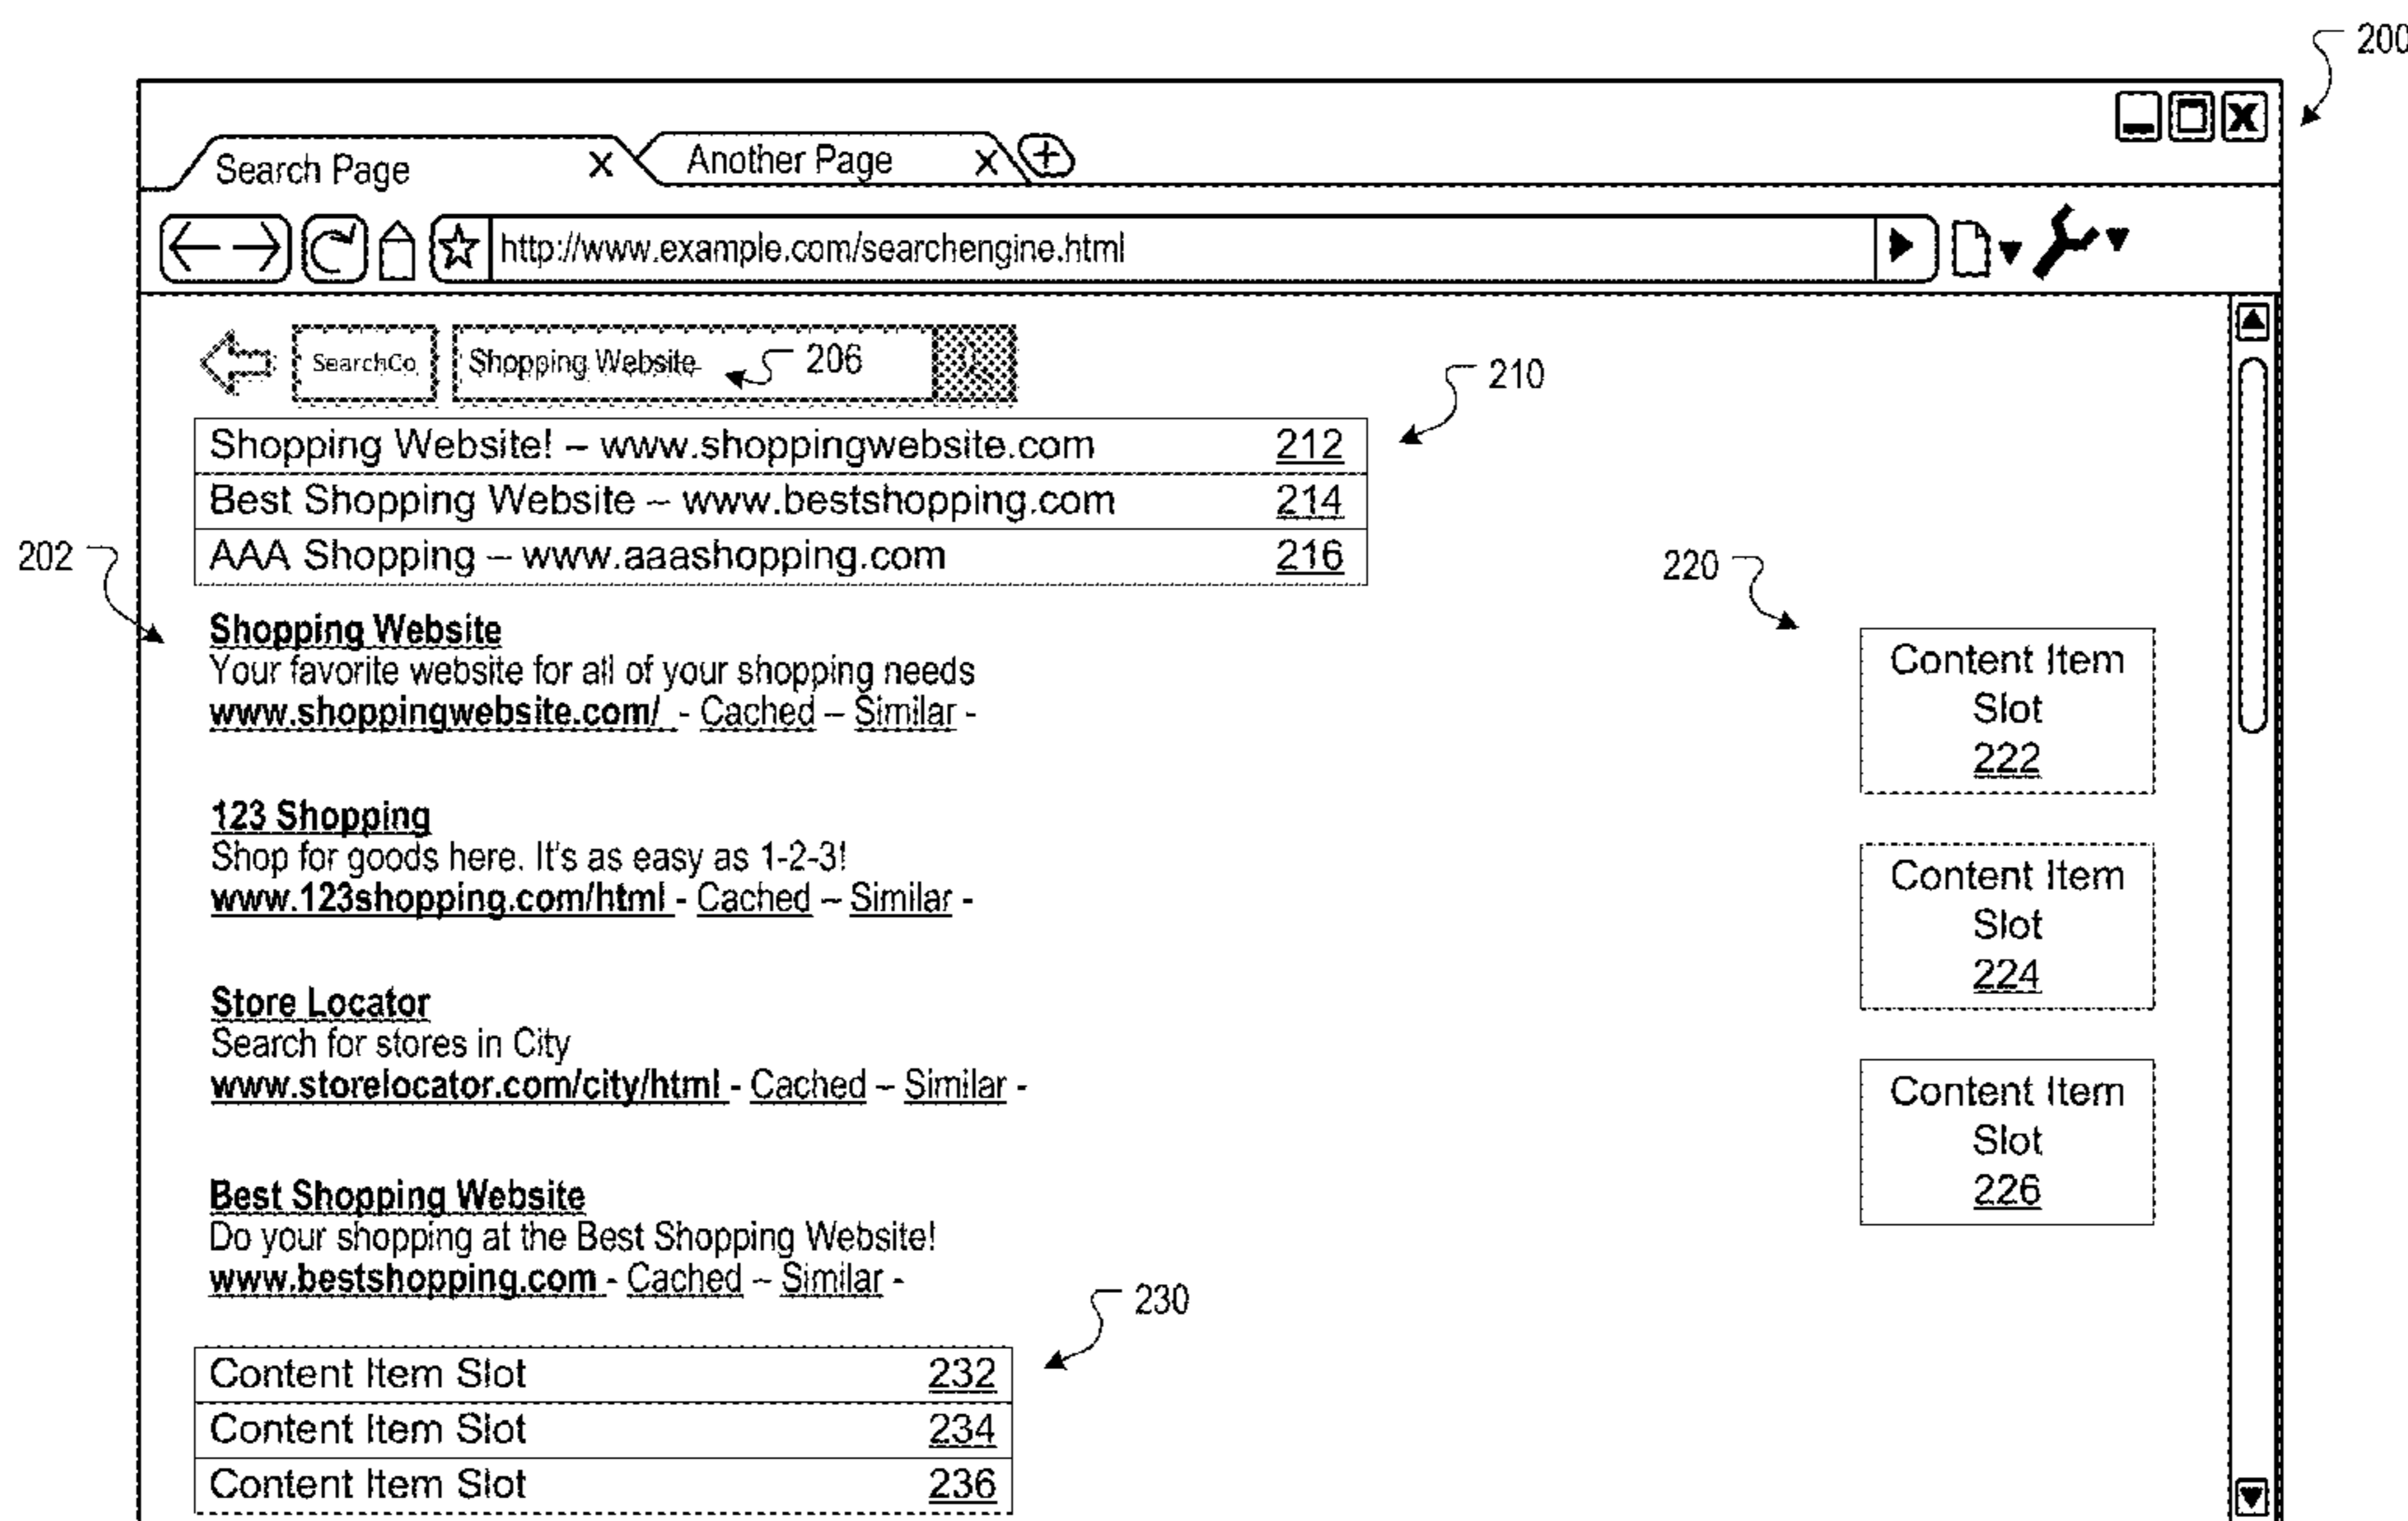 200
Search Page X Another Page X
http://www.example.com/searchengine.html
SearchCo Shopping Website 206
210
Shopping Website! – www.shoppingwebsite.com 212
Best Shopping Website – www.bestshopping.com 214
AAA Shopping – www.aaashopping.com 216
202
220
Shopping Website
Your favorite website for all of your shopping needs
www.shoppingwebsite.com/ - Cached – Similar -
Content Item
Slot
222
123 Shopping
Shop for goods here. It's as easy as 1-2-3!
www.123shopping.com/html - Cached – Similar -
Content Item
Slot
224
Store Locator
Search for stores in City
www.storelocator.com/city/html - Cached – Similar -
Content Item
Slot
226
Best Shopping Website
Do your shopping at the Best Shopping Website!
www.bestshopping.com - Cached – Similar -
230
Content Item Slot 232
Content Item Slot 234
Content Item Slot 236